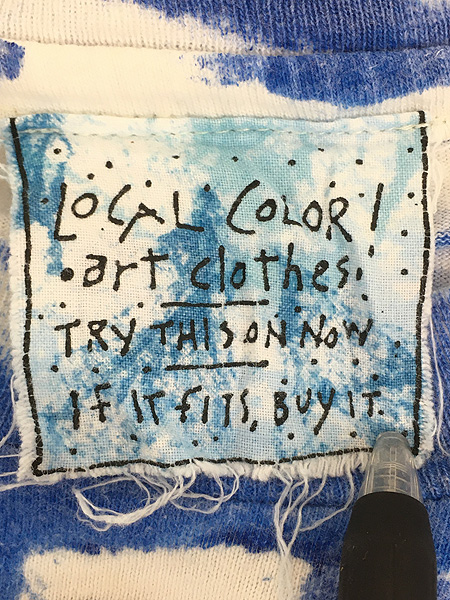 LOCAL COLOR!
art clothes.
TRY THIS ON NOW
IF IT FITS, BUY IT.